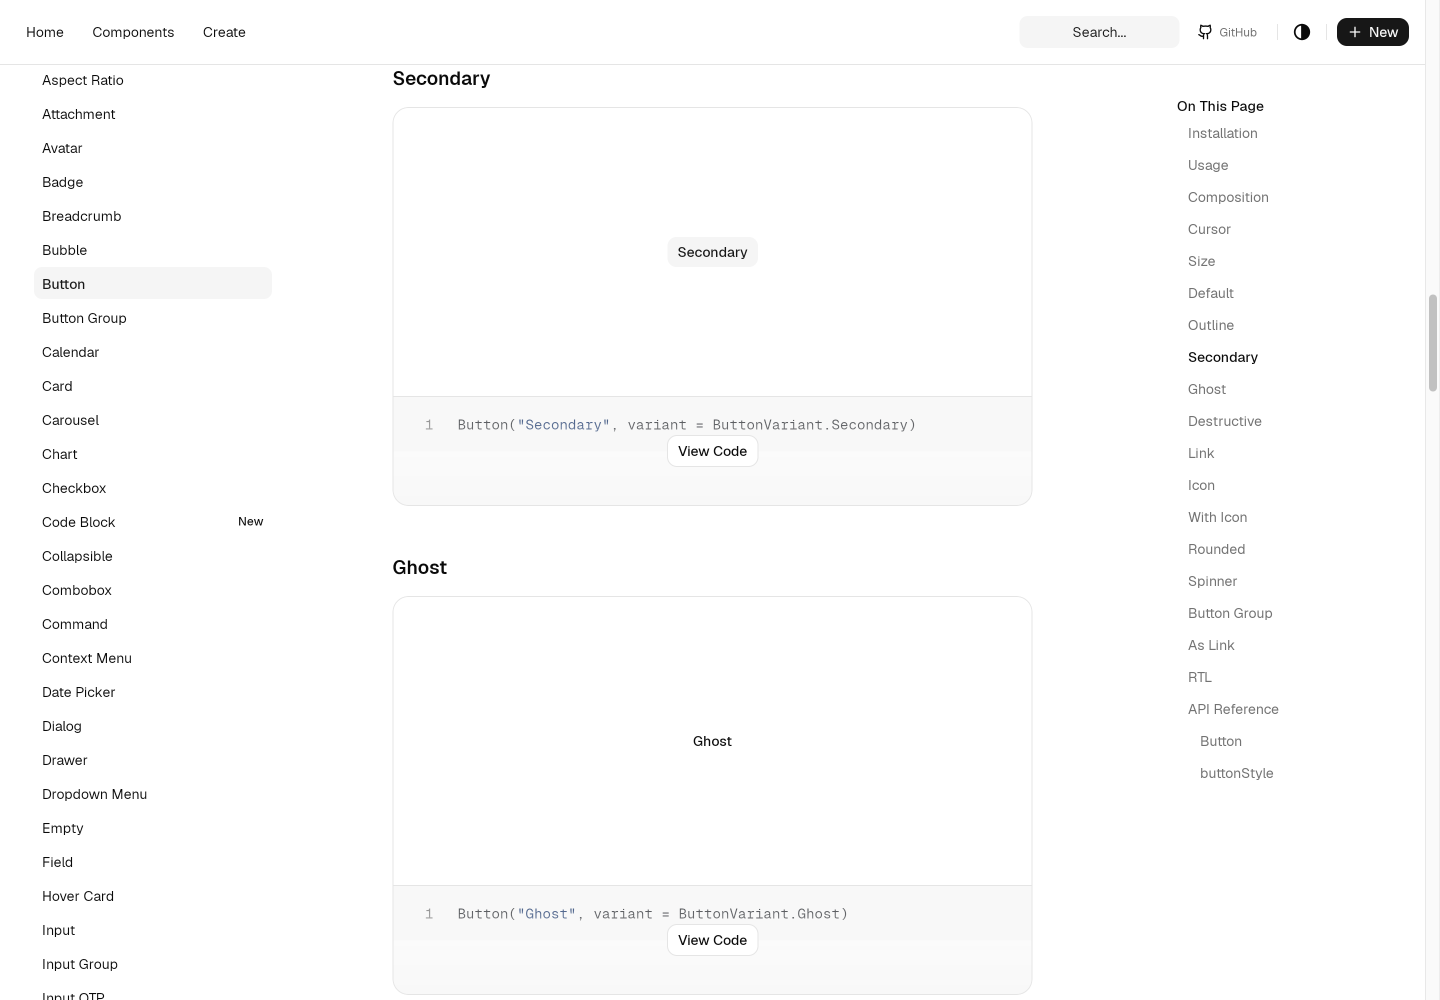 Home
Components
Create
Search...
GitHub
New
Aspect Ratio
Attachment
Avatar
Badge
Breadcrumb
Bubble
Button
Button Group
Calendar
Card
Carousel
Chart
Checkbox
Code Block New
Collapsible
Combobox
Command
Context Menu
Date Picker
Dialog
Drawer
Dropdown Menu
Empty
Field
Hover Card
Input
Input Group
Input OTP
Secondary
Secondary
1 Button("Secondary", variant = ButtonVariant.Secondary)
View Code
Ghost
Ghost
1 Button("Ghost", variant = ButtonVariant.Ghost)
View Code
On This Page
Installation
Usage
Composition
Cursor
Size
Default
Outline
Secondary
Ghost
Destructive
Link
Icon
With Icon
Rounded
Spinner
Button Group
As Link
RTL
API Reference
Button
buttonStyle